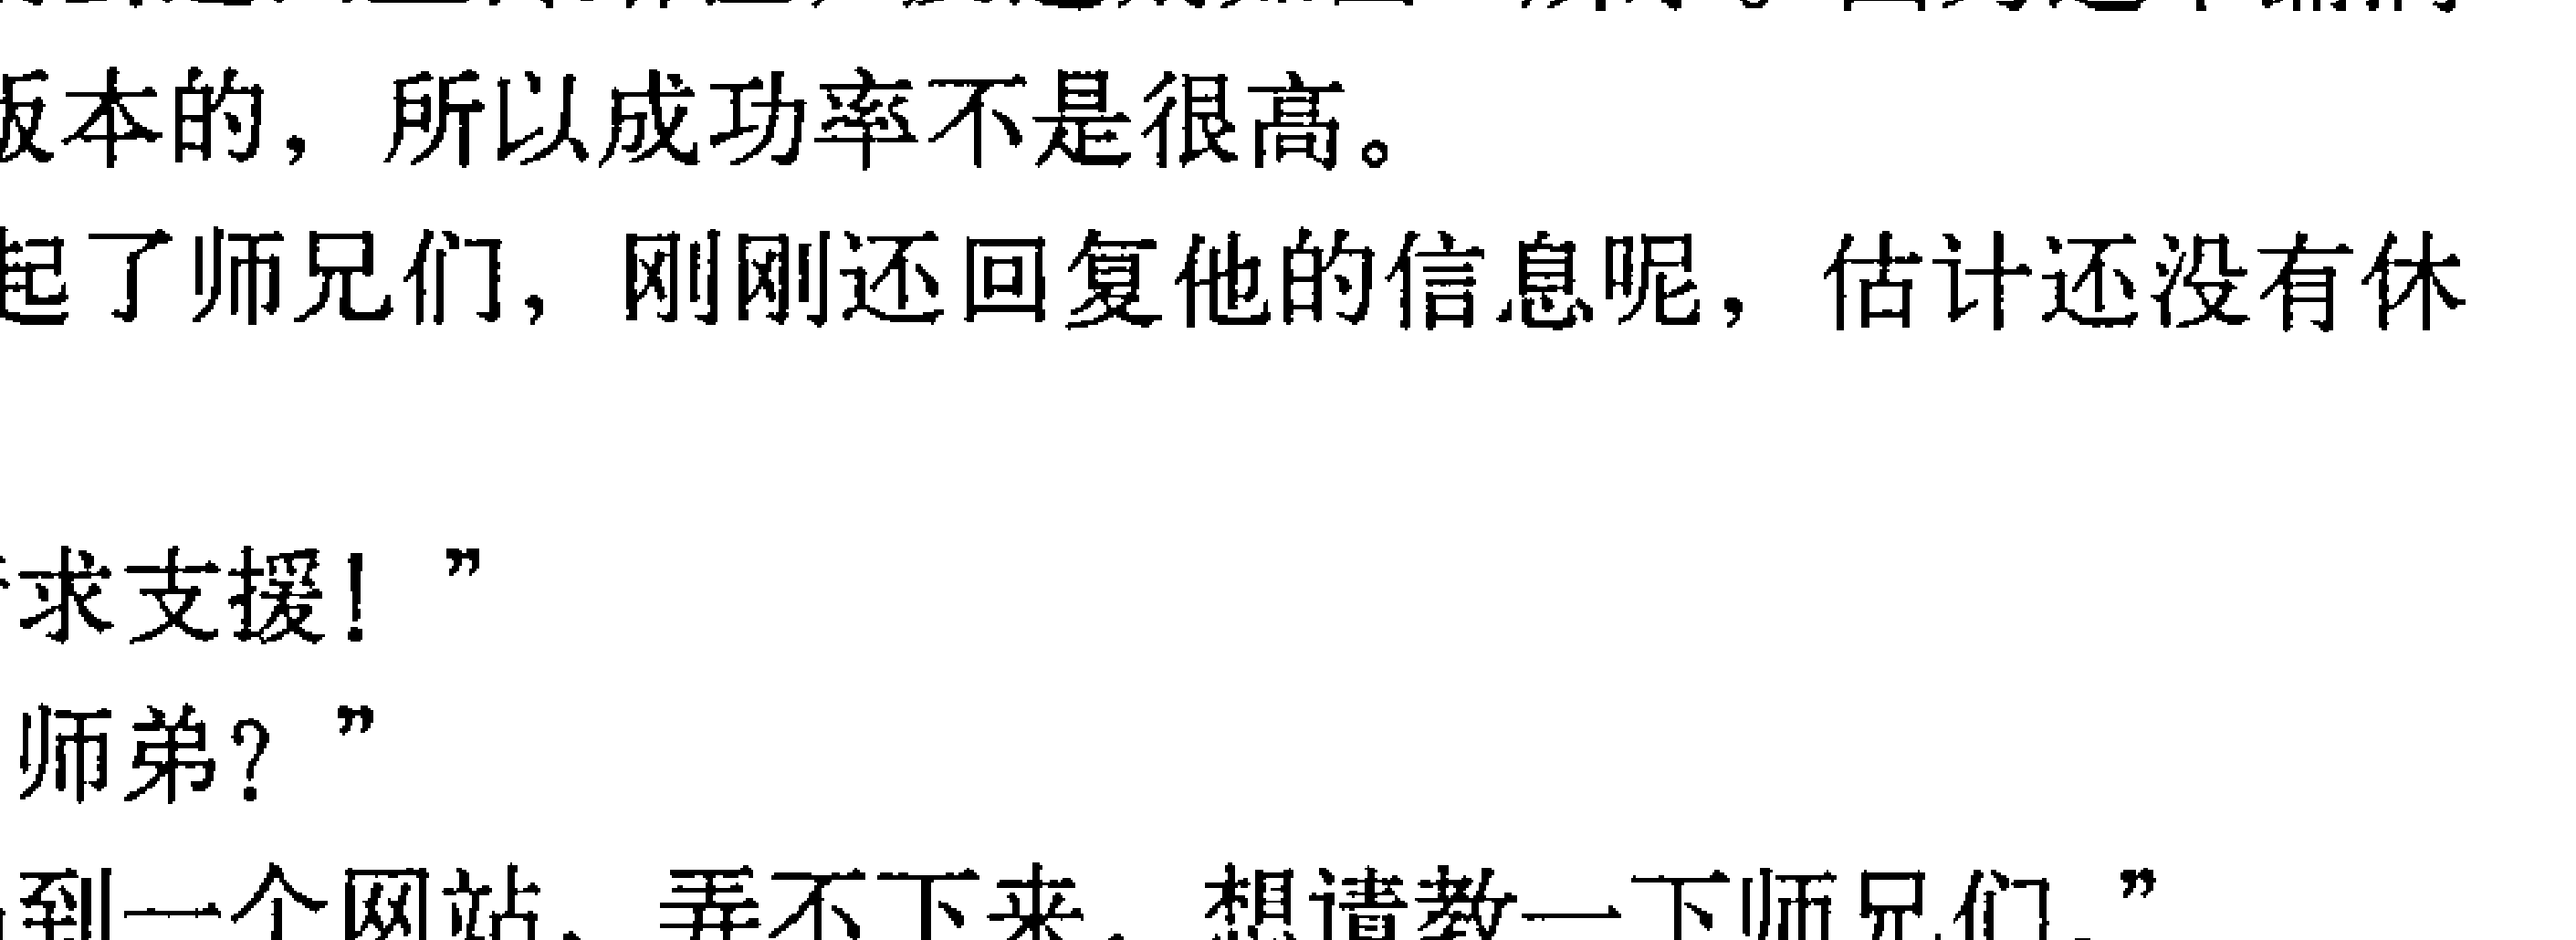 版本的，所以成功率不是很高。
起了师兄们，刚刚还回复他的信息呢，估计还没有休
求支援！”
师弟？”
到一个网站，弄不下来，想请教一下师兄们。”